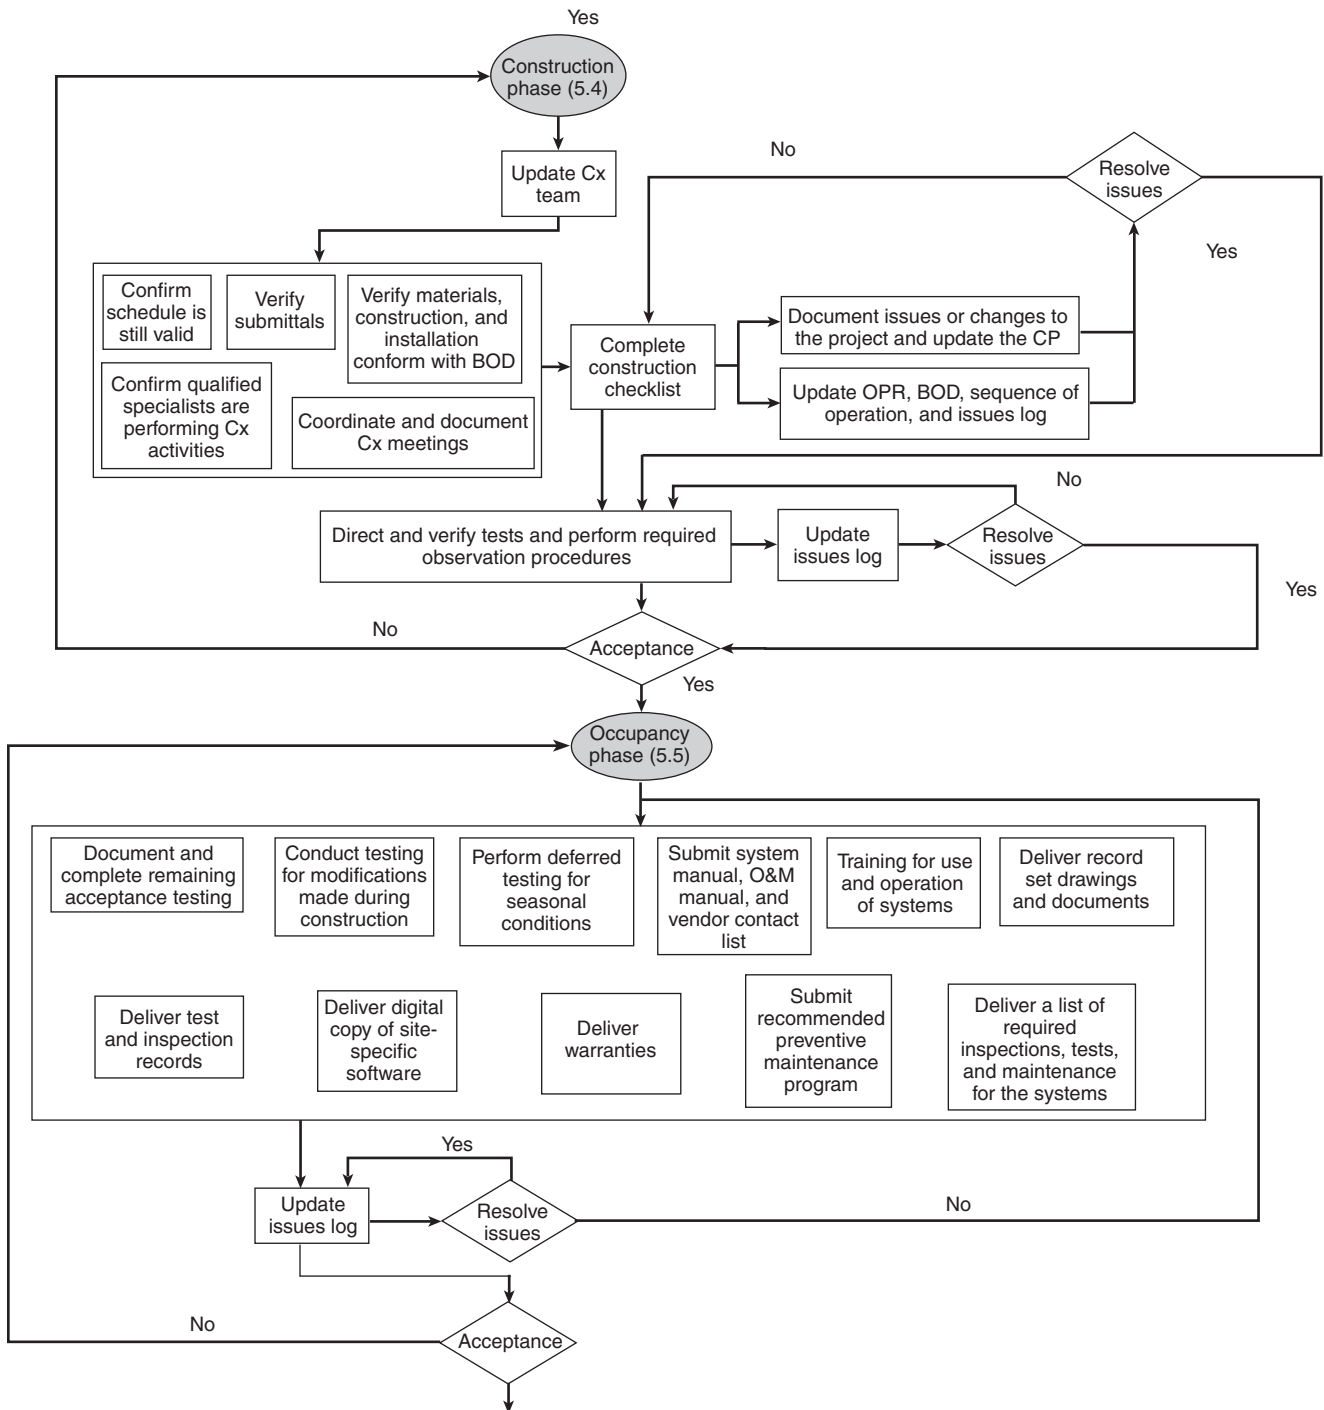 Yes
Construction
phase (5.4)
Update Cx
team
No
Resolve
issues
Yes
Confirm
schedule is
still valid
Verify
submittals
Verify materials,
construction, and
installation
conform with BOD
Confirm qualified
specialists are
performing Cx
activities
Coordinate and document
Cx meetings
Complete
construction
checklist
Document issues or changes to
the project and update the CP
Update OPR, BOD, sequence of
operation, and issues log
No
Direct and verify tests and perform required
observation procedures
Update
issues log
Resolve
issues
Yes
No
Acceptance
Yes
Occupancy
phase (5.5)
Document and
complete remaining
acceptance testing
Conduct testing
for modifications
made during
construction
Perform deferred
testing for
seasonal
conditions
Submit system
manual, O&M
manual, and
vendor contact
list
Training for use
and operation
of systems
Deliver record
set drawings
and documents
Deliver test
and inspection
records
Deliver digital
copy of site-
specific
software
Deliver
warranties
Submit
recommended
preventive
maintenance
program
Deliver a list of
required
inspections, tests,
and maintenance
for the systems
Yes
Update
issues log
Resolve
issues
No
No
Acceptance